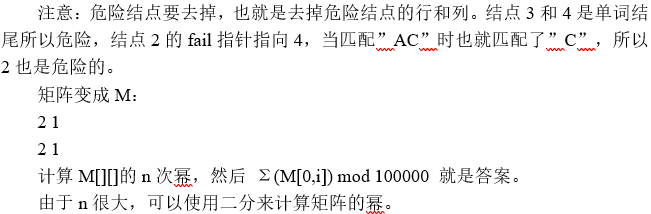 注意：危险结点要去掉，也就是去掉危险结点的行和列。结点 3 和 4 是单词结
尾所以危险，结点 2 的 fail 指针指向 4，当匹配”AC”时也就匹配了”C”，所以
2 也是危险的。
矩阵变成 M：
2 1
2 1
计算 M[][]的 n 次幂，然后 Σ(M[0,i]) mod 100000 就是答案。
由于 n 很大，可以使用二分来计算矩阵的幂。